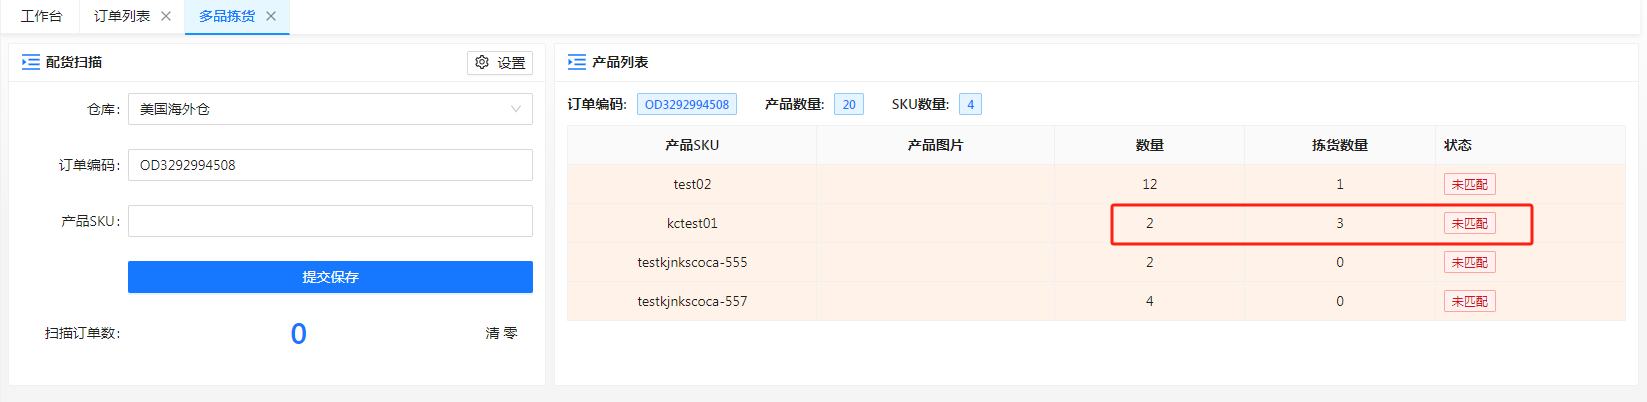 工作台 订单列表 多品拣货
配货扫描 设置
仓库: 美国海外仓
订单编码: OD3292994508
产品SKU:
提交保存
扫描订单数: 0 清 零
产品列表
订单编码: OD3292994508 产品数量: 20 SKU数量: 4
产品SKU 产品图片 数量 拣货数量 状态
test02 12 1 未匹配
kctest01 2 3 未匹配
testkjnkscoca-555 2 0 未匹配
testkjnkscoca-557 4 0 未匹配